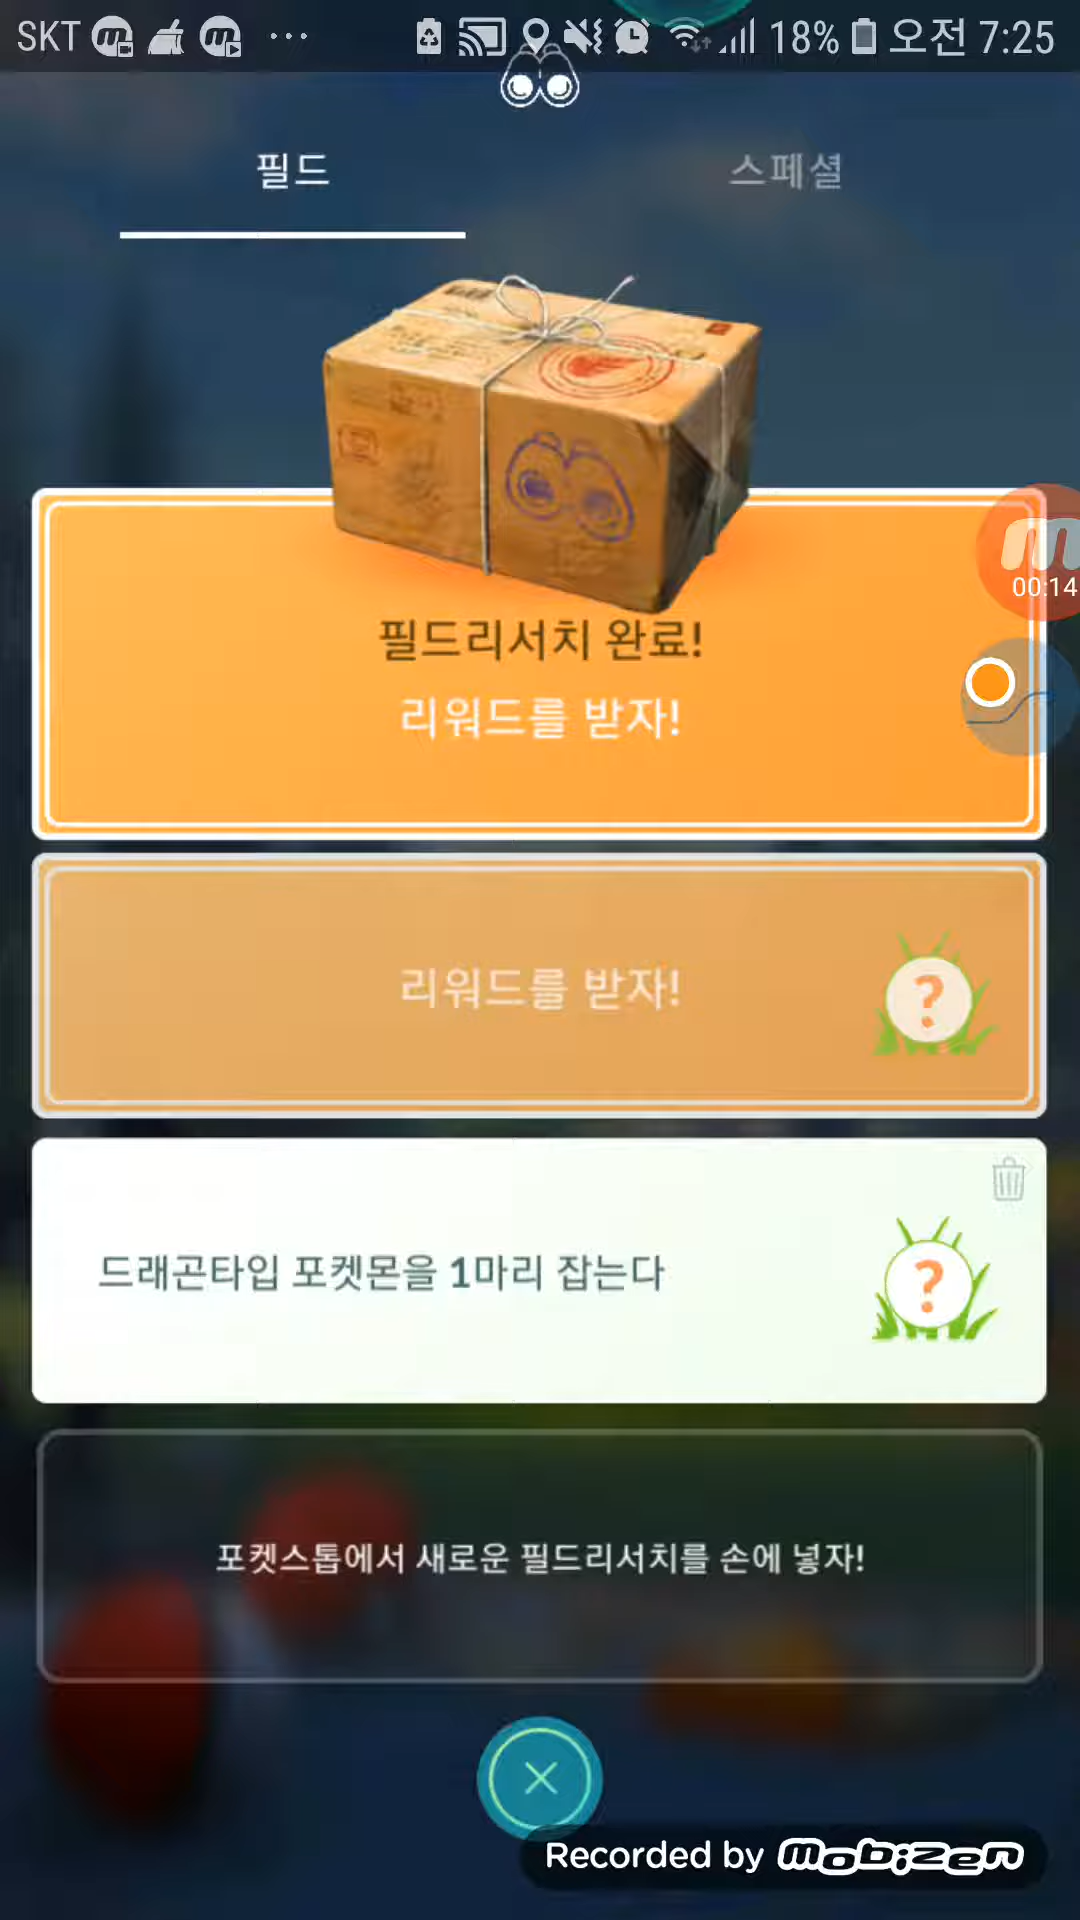 SKT 18% 오전 7:25
필드 스페셜
필드리서치 완료!
리워드를 받자!
00:14
리워드를 받자!
?
드래곤타입 포켓몬을 1마리 잡는다
?
포켓스톱에서 새로운 필드리서치를 손에 넣자!
Recorded by mobizen